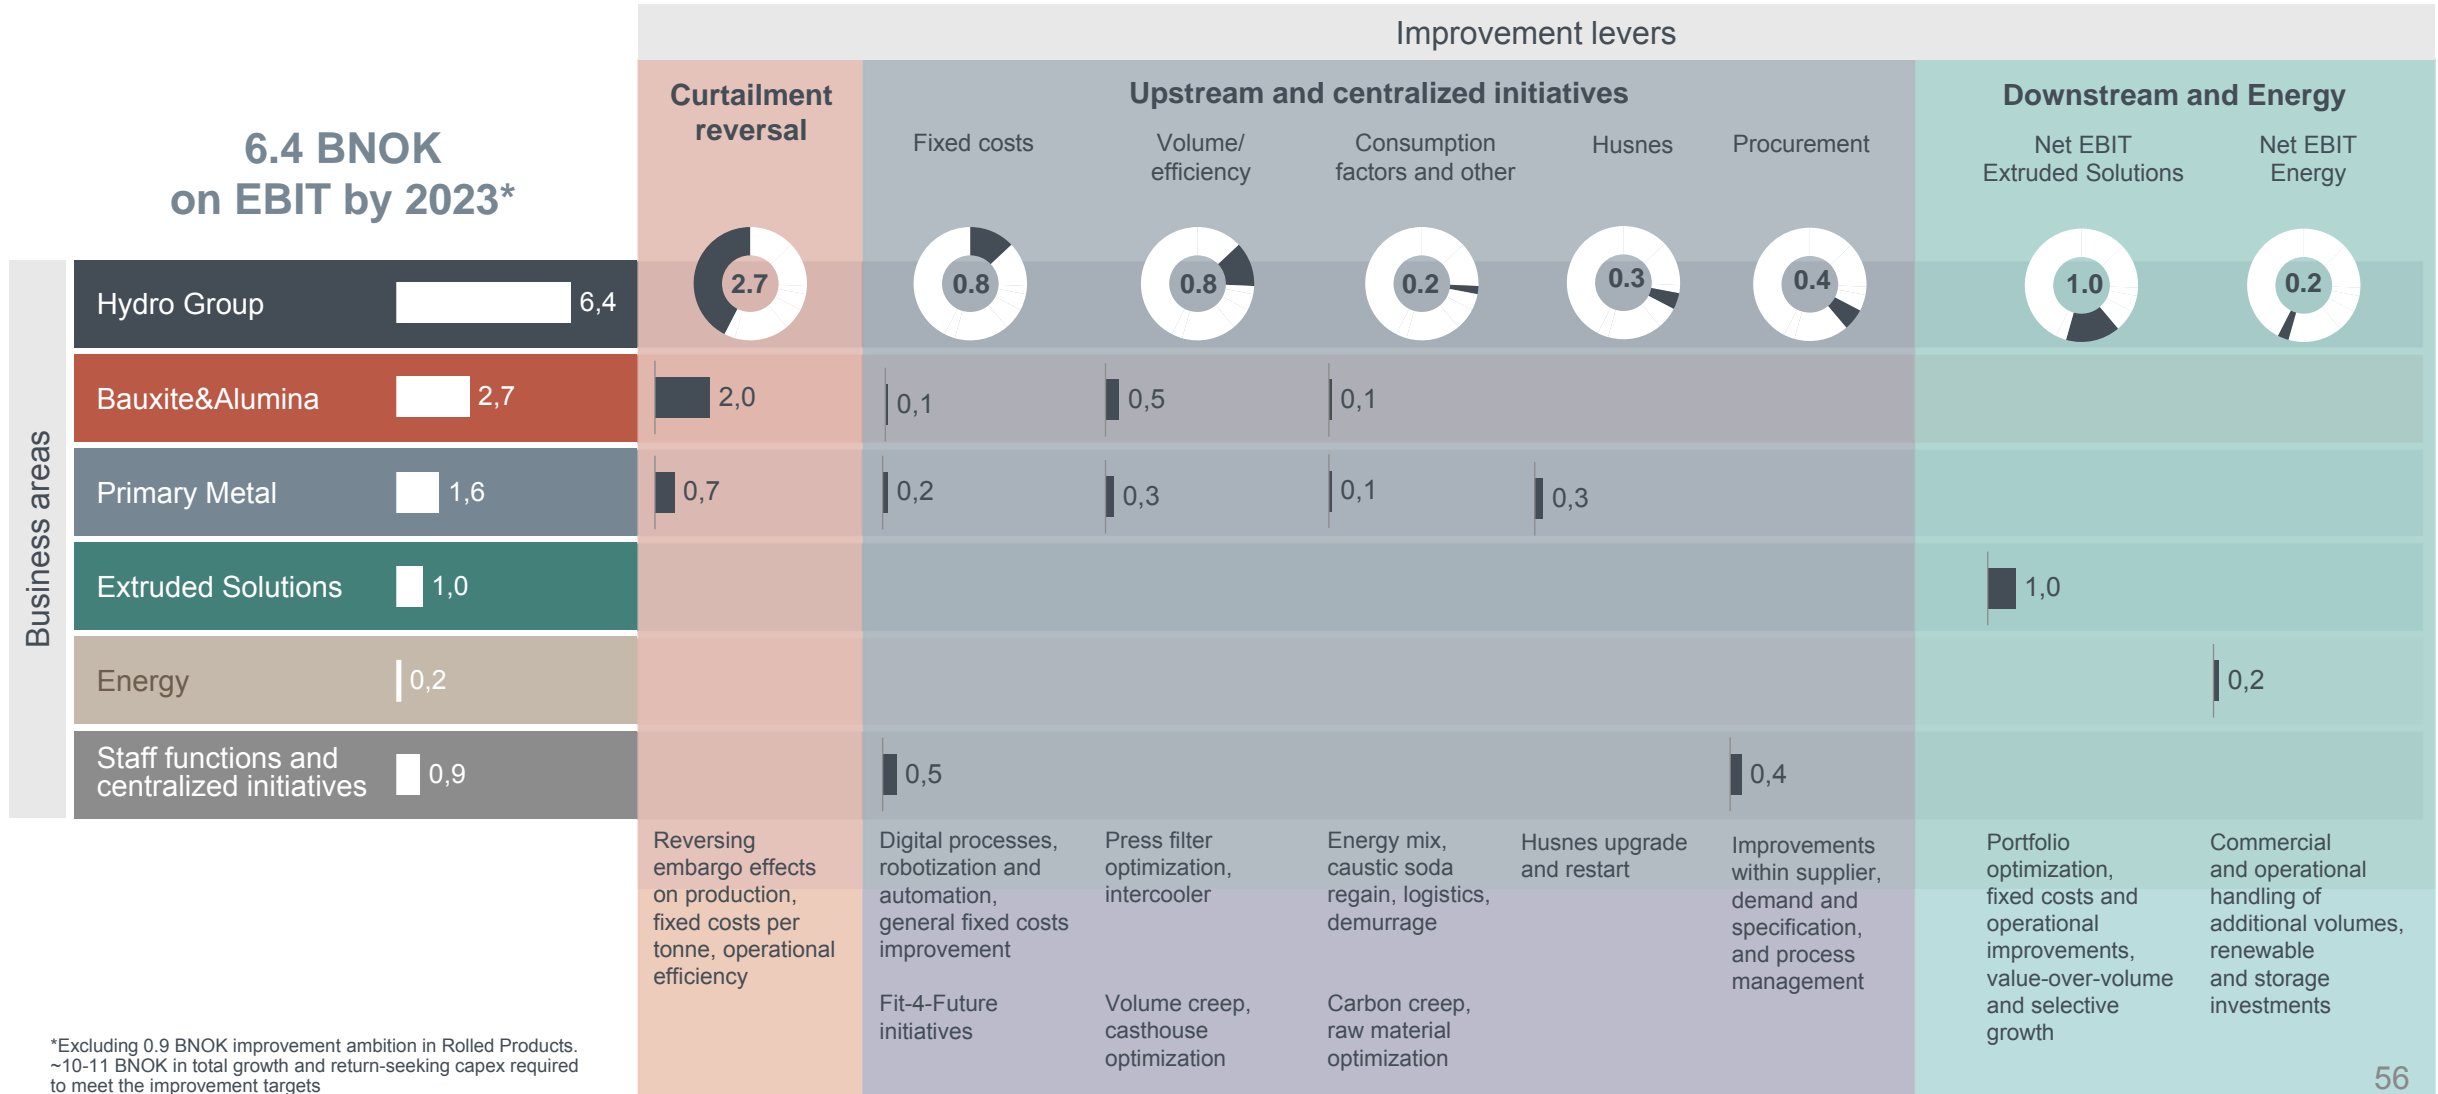 Improvement levers
6.4 BNOK
on EBIT by 2023*
Curtailment
reversal
Upstream and centralized initiatives
Fixed costs
Volume/
efficiency
Consumption
factors and other
Husnes
Procurement
Downstream and Energy
Net EBIT
Extruded Solutions
Net EBIT
Energy
Business areas
Hydro Group 6,4 2.7 0.8 0.8 0.2 0.3 0.4 1.0 0.2
Bauxite&Alumina 2,7 2,0 0,1 0,5 0,1
Primary Metal 1,6 0,7 0,2 0,3 0,1 0,3
Extruded Solutions 1,0 1,0
Energy 0,2 0,2
Staff functions and
centralized initiatives 0,9 0,5 0,4
Reversing
embargo effects
on production,
fixed costs per
tonne, operational
efficiency
Digital processes,
robotization and
automation,
general fixed costs
improvement
Fit-4-Future
initiatives
Press filter
optimization,
intercooler
Volume creep,
casthouse
optimization
Energy mix,
caustic soda
regain, logistics,
demurrage
Carbon creep,
raw material
optimization
Husnes upgrade
and restart
Improvements
within supplier,
demand and
specification,
and process
management
Portfolio
optimization,
fixed costs and
operational
improvements,
value-over-volume
and selective
growth
Commercial
and operational
handling of
additional volumes,
renewable
and storage
investments
*Excluding 0.9 BNOK improvement ambition in Rolled Products.
~10-11 BNOK in total growth and return-seeking capex required
to meet the improvement targets
56